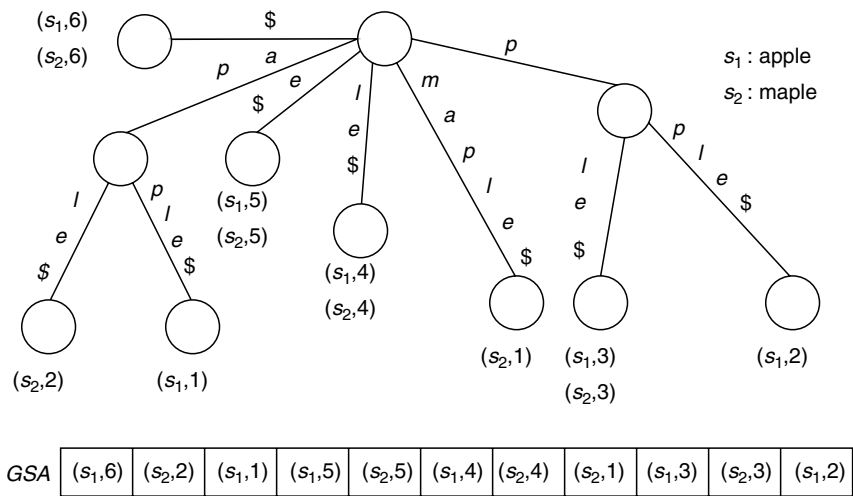 (s₁,6)
(s₂,6)
$
s₁ : apple
s₂ : maple
a
p
e
$
l
e
$
m
a
p
l
e
$
p
l
e
$
p
l
e
$
l
e
$
p
l
e
$
(s₁,5)
(s₂,5)
(s₁,4)
(s₂,4)
(s₂,2)
(s₁,1)
(s₂,1)
(s₁,3)
(s₂,3)
(s₁,2)
GSA (s₁,6) (s₂,2) (s₁,1) (s₁,5) (s₂,5) (s₁,4) (s₂,4) (s₂,1) (s₁,3) (s₂,3) (s₁,2)